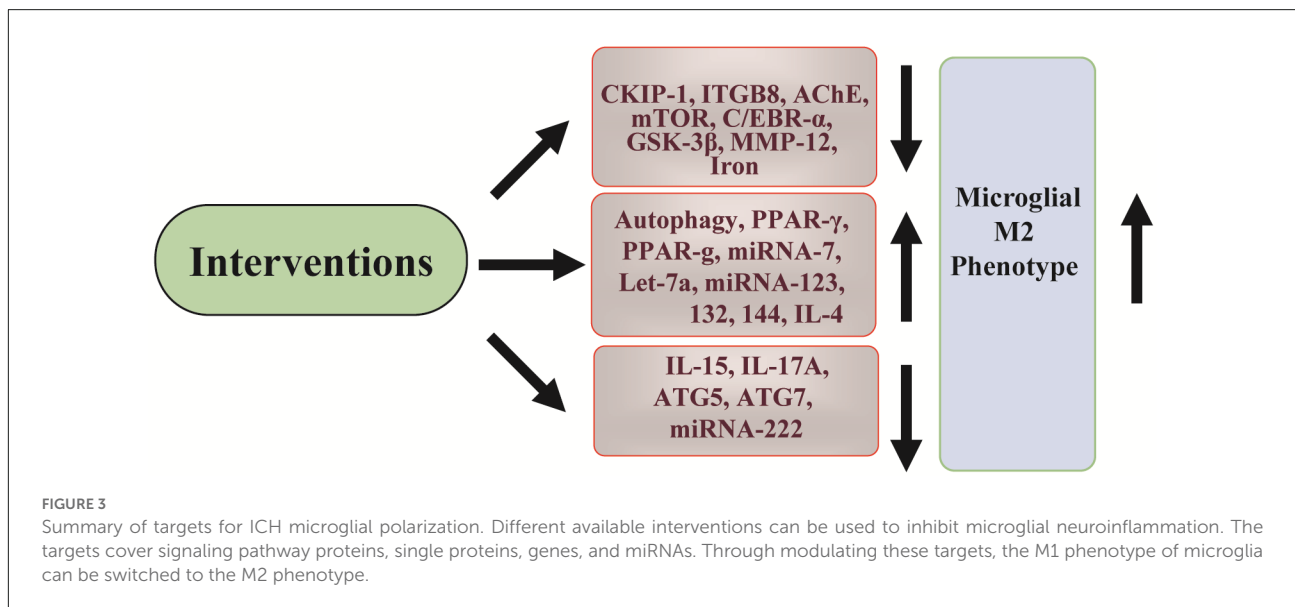 Interventions
CKIP-1, ITGB8, AChE,
mTOR, C/EBR-α,
GSK-3β, MMP-12,
Iron
Autophagy, PPAR-γ,
PPAR-g, miRNA-7,
Let-7a, miRNA-123,
132, 144, IL-4
IL-15, IL-17A,
ATG5, ATG7,
miRNA-222
Microglial
M2
Phenotype
FIGURE 3
Summary of targets for ICH microglial polarization. Different available interventions can be used to inhibit microglial neuroinflammation. The
targets cover signaling pathway proteins, single proteins, genes, and miRNAs. Through modulating these targets, the M1 phenotype of microglia
can be switched to the M2 phenotype.